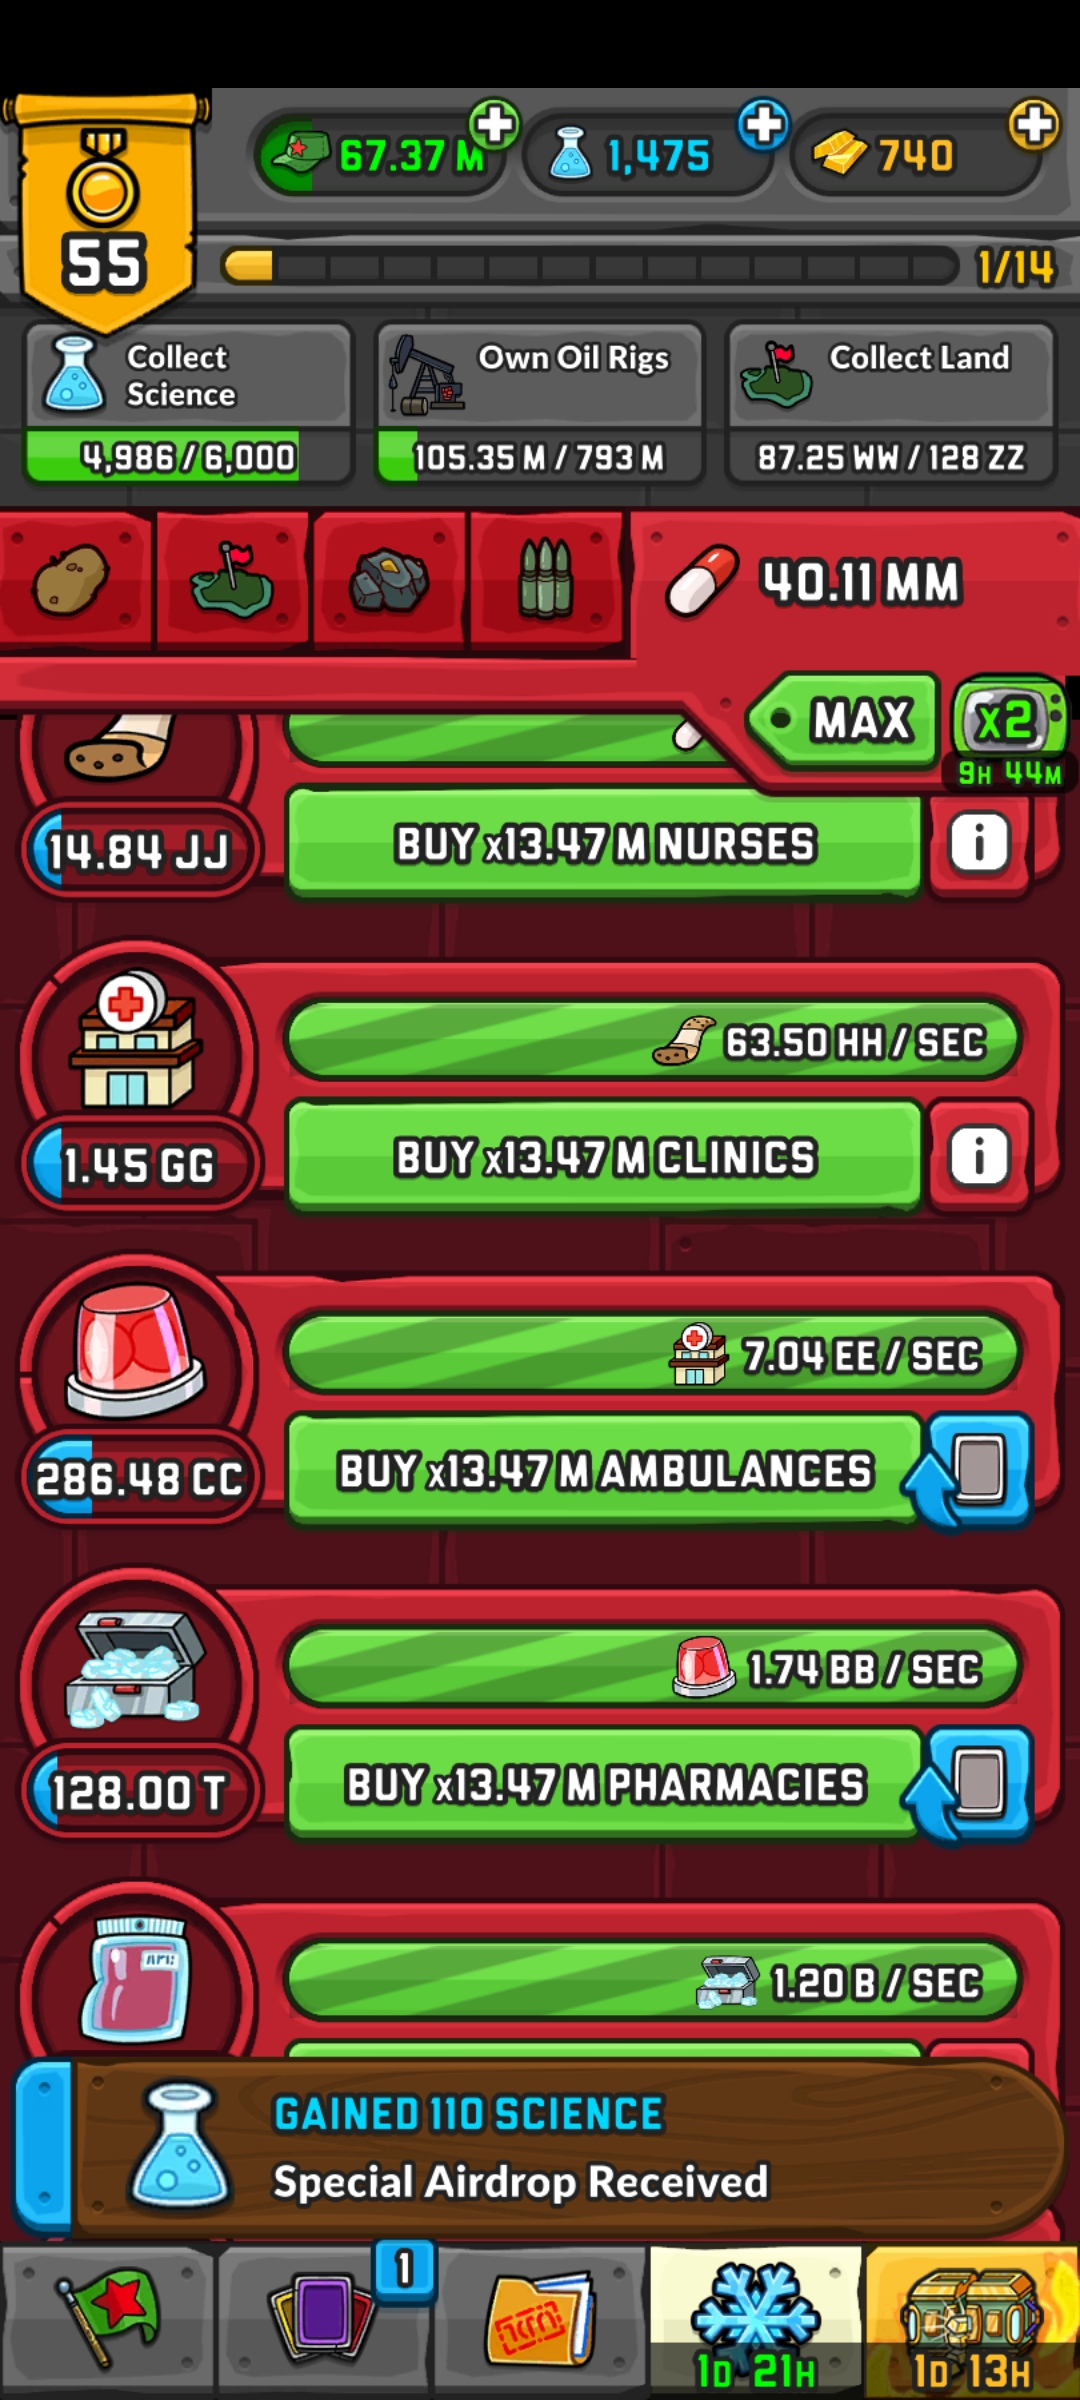 67.37 M
1,475
740
55
1/14
Collect
Science
4,986 / 6,000
Own Oil Rigs
105.35 M / 793 M
Collect Land
87.25 WW / 128 ZZ
40.11 MM
MAX
x2
9H 44M
14.84 JJ
BUY x13.47 M NURSES
i
63.50 HH / SEC
1.45 GG
BUY x13.47 M CLINICS
i
7.04 EE / SEC
286.48 CC
BUY x13.47 M AMBULANCES
1.74 BB / SEC
128.00 T
BUY x13.47 M PHARMACIES
1.20 B / SEC
GAINED 110 SCIENCE
Special Airdrop Received
1
1D 21H
1D 13H